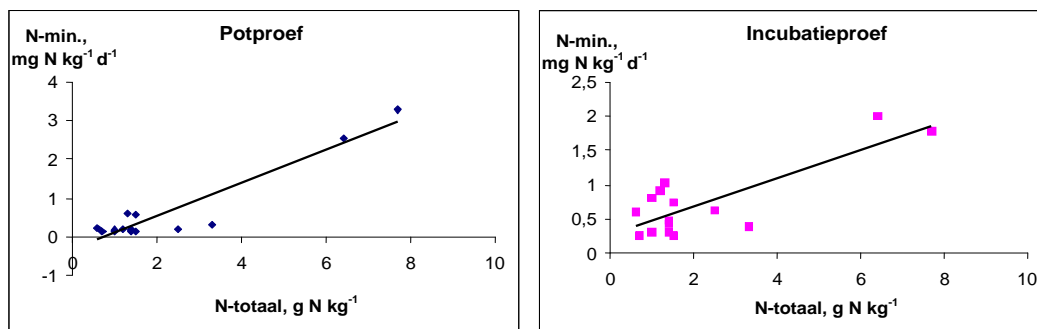 Potproef
N-min.,
mg N kg⁻¹ d⁻¹
4
3
2
1
0
-1
0 2 4 6 8 10
N-totaal, g N kg⁻¹
Incubatieproef
N-min.,
mg N kg⁻¹ d⁻¹
2,5
2
1,5
1
0,5
0
0 2 4 6 8 10
N-totaal, g N kg⁻¹